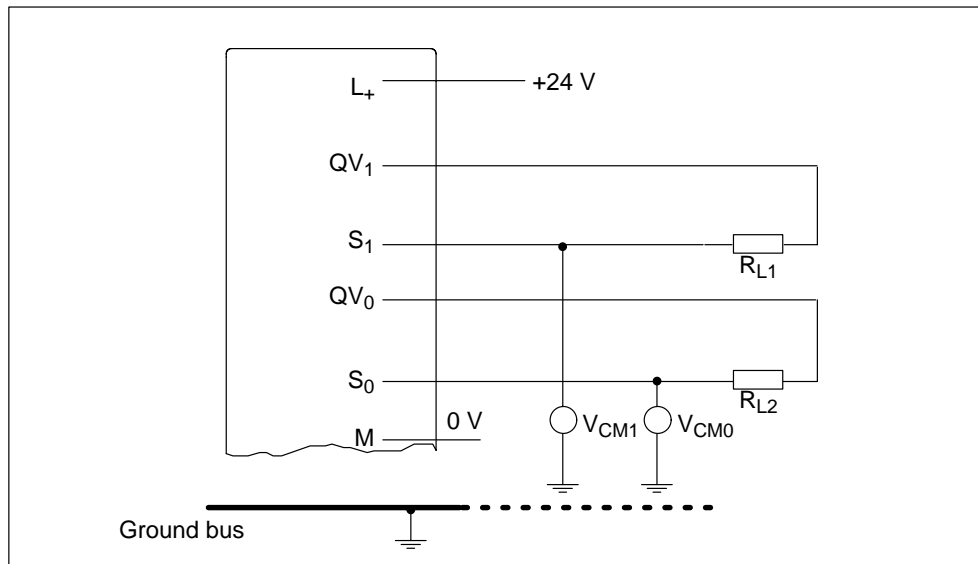 L+ +24 V
QV1
S1
RL1
QV0
S0
RL2
0 V
VCM1 VCM0
M
Ground bus